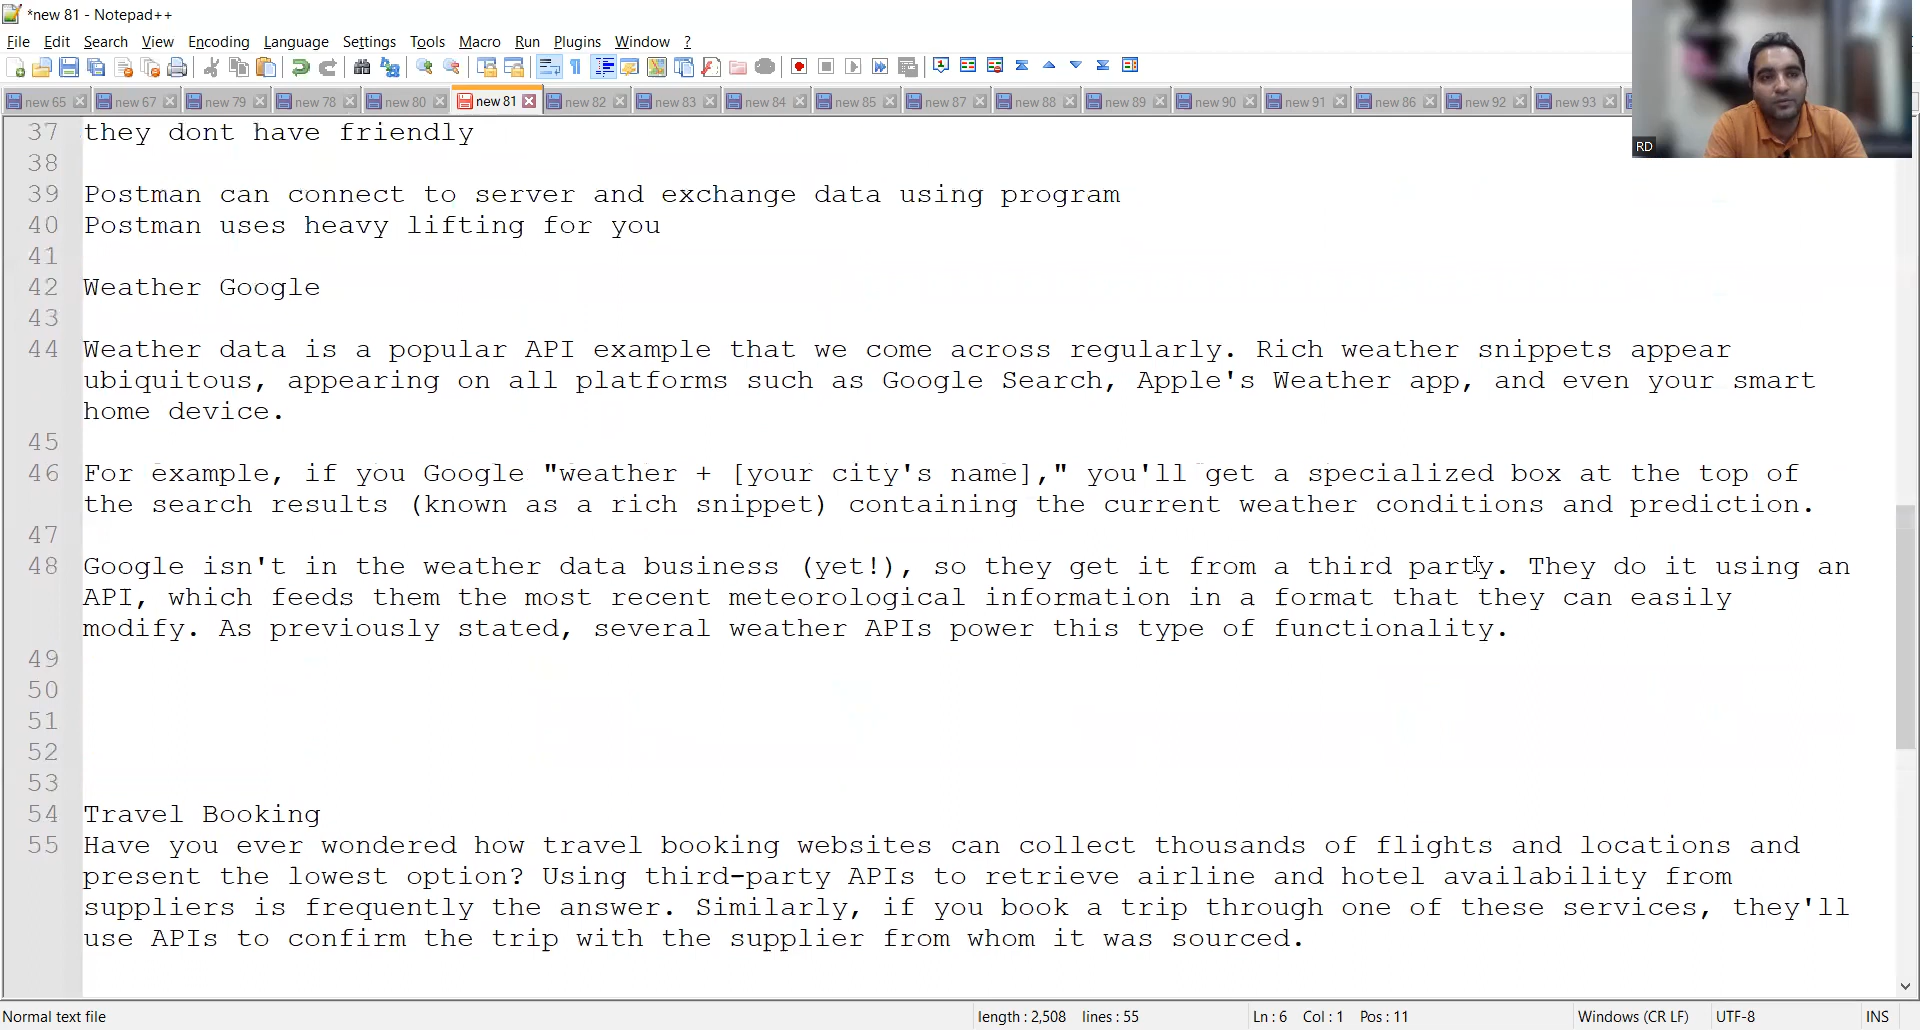 *new 81 - Notepad++
File Edit Search View Encoding Language Settings Tools Macro Run Plugins Window ?
new 65 new 67 new 79 new 78 new 80 new 81 new 82 new 83 new 84 new 85 new 87 new 88 new 89 new 90 new 91 new 86 new 92 new 93
RD
37 they dont have friendly
38
39 Postman can connect to server and exchange data using program
40 Postman uses heavy lifting for you
41
42 Weather Google
43
44 Weather data is a popular API example that we come across regularly. Rich weather snippets appear
ubiquitous, appearing on all platforms such as Google Search, Apple's Weather app, and even your smart
home device.
45
46 For example, if you Google "weather + [your city's name]," you'll get a specialized box at the top of
the search results (known as a rich snippet) containing the current weather conditions and prediction.
47
48 Google isn't in the weather data business (yet!), so they get it from a third party. They do it using an
API, which feeds them the most recent meteorological information in a format that they can easily
modify. As previously stated, several weather APIs power this type of functionality.
49
50
51
52
53
54 Travel Booking
55 Have you ever wondered how travel booking websites can collect thousands of flights and locations and
present the lowest option? Using third-party APIs to retrieve airline and hotel availability from
suppliers is frequently the answer. Similarly, if you book a trip through one of these services, they'll
use APIs to confirm the trip with the supplier from whom it was sourced.
Normal text file length : 2,508 lines : 55 Ln : 6 Col : 1 Pos : 11 Windows (CR LF) UTF-8 INS